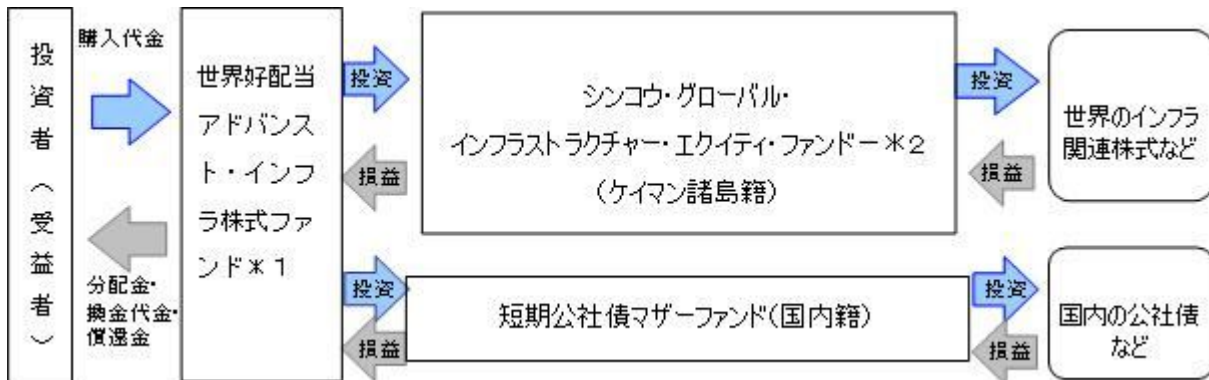 投資者（受益者）
購入代金
分配金・
換金代金・
償還金
世界好配当
アドバンス
ト・インフ
ラ株式ファ
ンド＊１
投資
損益
シンコウ・グローバル・
インフラストラクチャー・エクイティ・ファンドー＊２
（ケイマン諸島籍）
投資
損益
世界のインフラ
関連株式など
投資
損益
短期公社債マザーファンド（国内籍）
投資
損益
国内の公社債
など